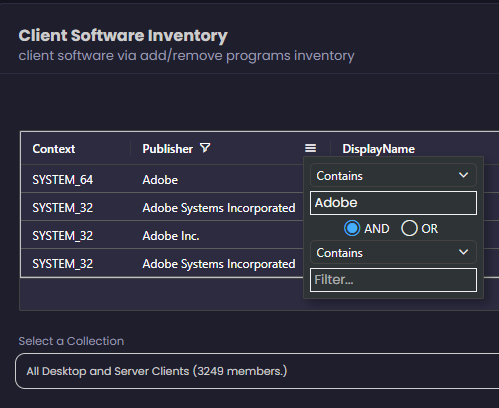 Client Software Inventory
client software via add/remove programs inventory
Context Publisher DisplayName
SYSTEM_64 Adobe
SYSTEM_32 Adobe Systems Incorporated
SYSTEM_32 Adobe Inc.
SYSTEM_32 Adobe Systems Incorporated
Contains
Adobe
AND OR
Contains
Filter...
Select a Collection
All Desktop and Server Clients (3249 members.)